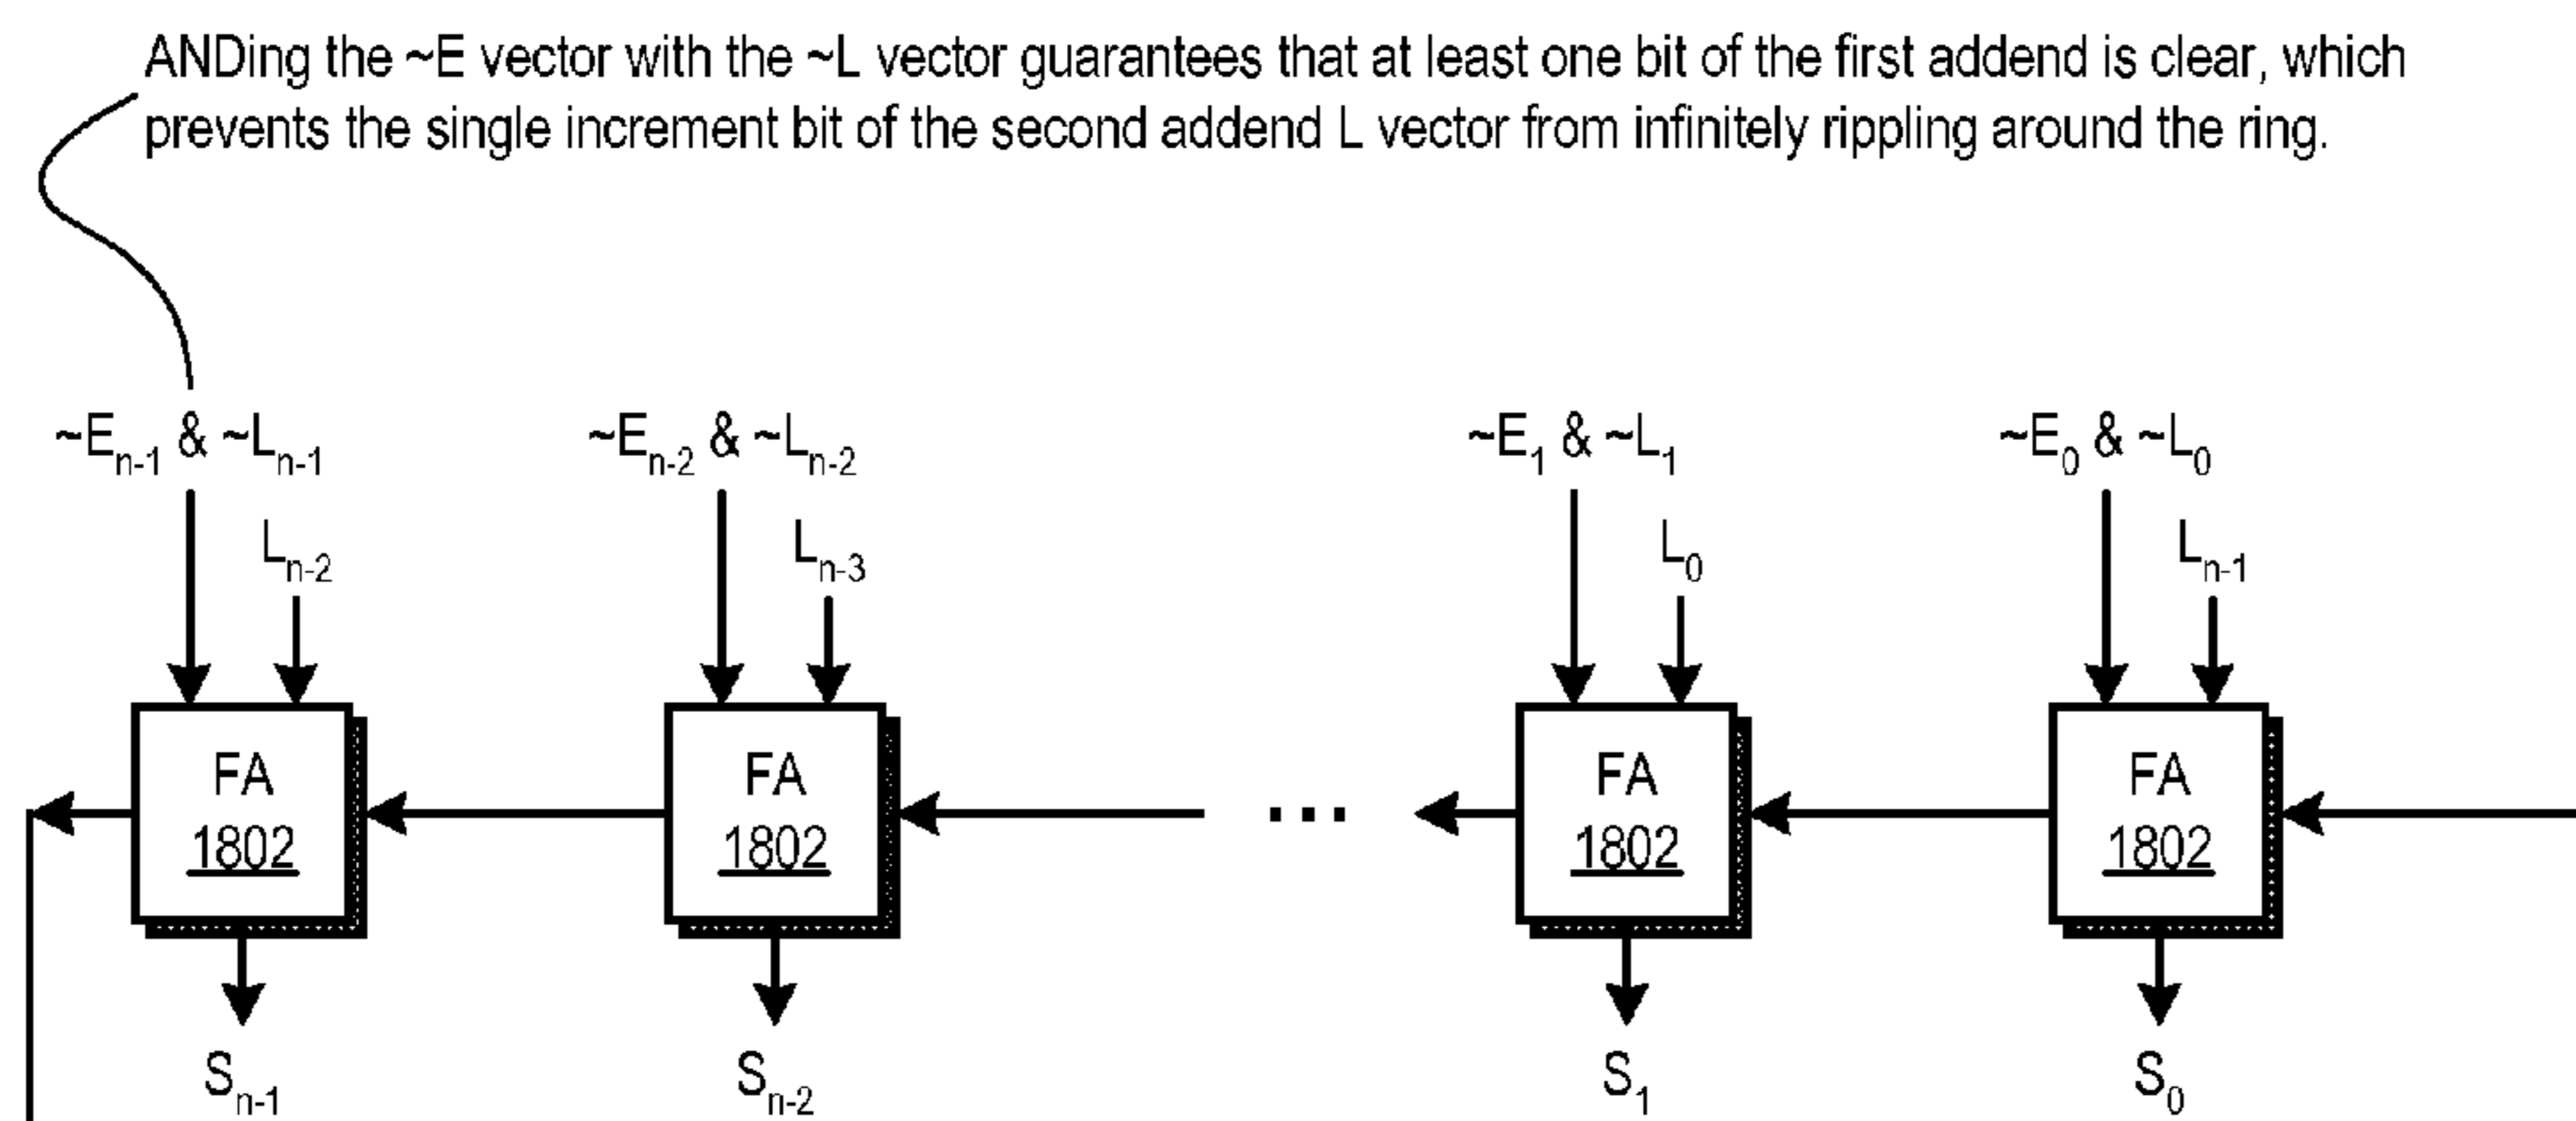 ANDing the ~E vector with the ~L vector guarantees that at least one bit of the first addend is clear, which
prevents the single increment bit of the second addend L vector from infinitely rippling around the ring.
~Eₙ₋₁ & ~Lₙ₋₁ ~Eₙ₋₂ & ~Lₙ₋₂ ~E₁ & ~L₁ ~E₀ & ~L₀
Lₙ₋₂ Lₙ₋₃ L₀ Lₙ₋₁
FA FA FA FA
1802 1802 ... 1802 1802
Sₙ₋₁ Sₙ₋₂ S₁ S₀